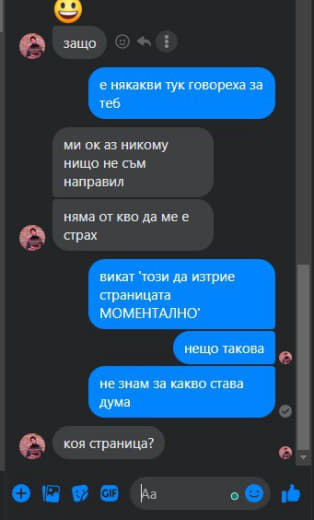 защо
е някакви тук говореха за
теб
ми ок аз никому
нищо не съм
направил
няма от кво да ме е
страх
викат 'този да изтрие
страницата
МОМЕНТАЛНО'
нещо такова
не знам за какво става
дума
коя страница?
GIF
Aa